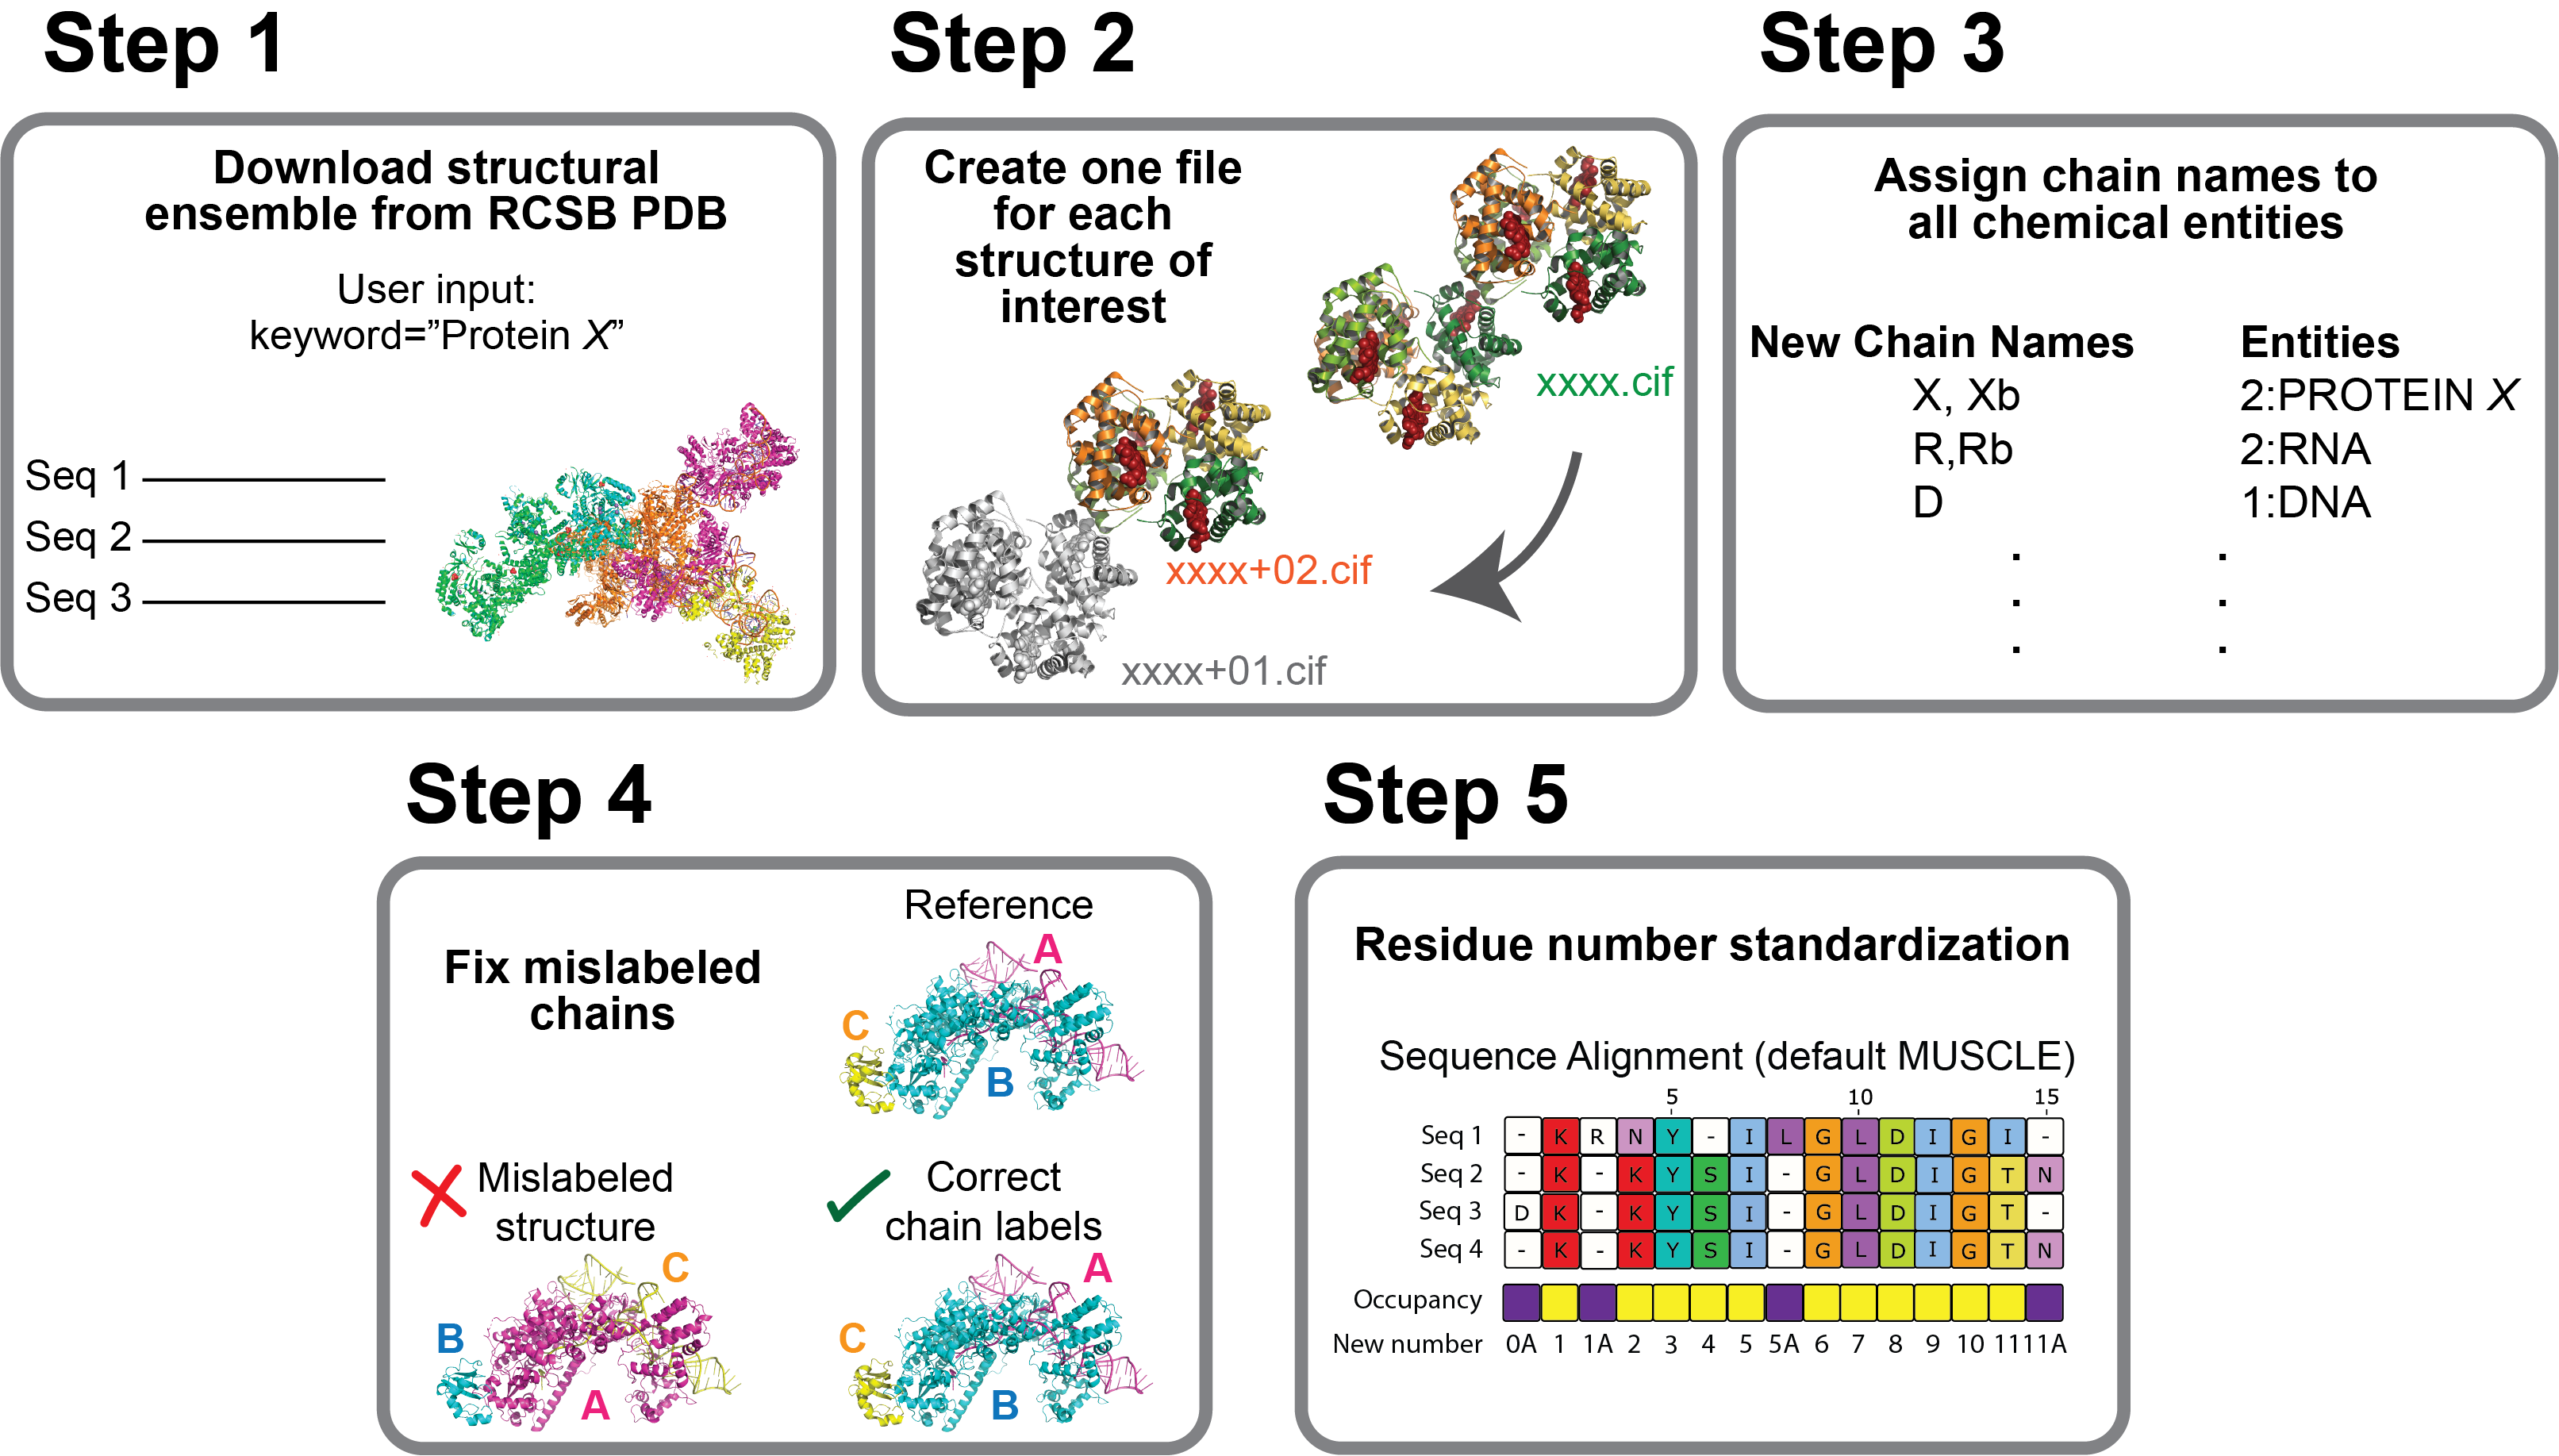 Step 1
Download structural
ensemble from RCSB PDB
User input:
keyword=”Protein X”
Seq 1
Seq 2
Seq 3
Step 2
Create one file
for each
structure of
interest
xxxx.cif
xxxx+02.cif
xxxx+01.cif
Step 3
Assign chain names to
all chemical entities
New Chain Names Entities
X, Xb 2:PROTEIN X
R,Rb 2:RNA
D 1:DNA
. .
. .
. .
Step 4
Fix mislabeled
chains
Reference
A
C
B
Mislabeled
structure
C
B
A
Correct
chain labels
A
C
B
Step 5
Residue number standardization
Sequence Alignment (default MUSCLE)
5 10 15
Seq 1 - K R N Y - I L G L D I G I -
Seq 2 - K - K Y S I - G L D I G T N
Seq 3 D K - K Y S I - G L D I G T -
Seq 4 - K - K Y S I - G L D I G T N
Occupancy
New number 0A 1 1A 2 3 4 5 5A 6 7 8 9 10 11 11A